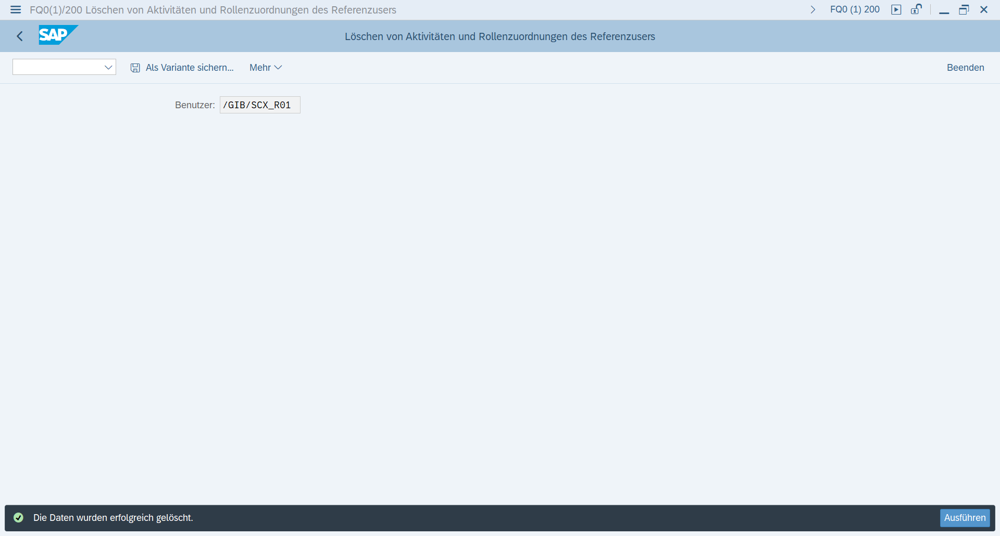 FQ0(1)/200 Löschen von Aktivitäten und Rollenzuordnungen des Referenzusers
FQ0 (1) 200
SAP
Löschen von Aktivitäten und Rollenzuordnungen des Referenzusers
Als Variante sichern...
Mehr
Beenden
Benutzer: /GIB/SCX_R01
Die Daten wurden erfolgreich gelöscht.
Ausführen